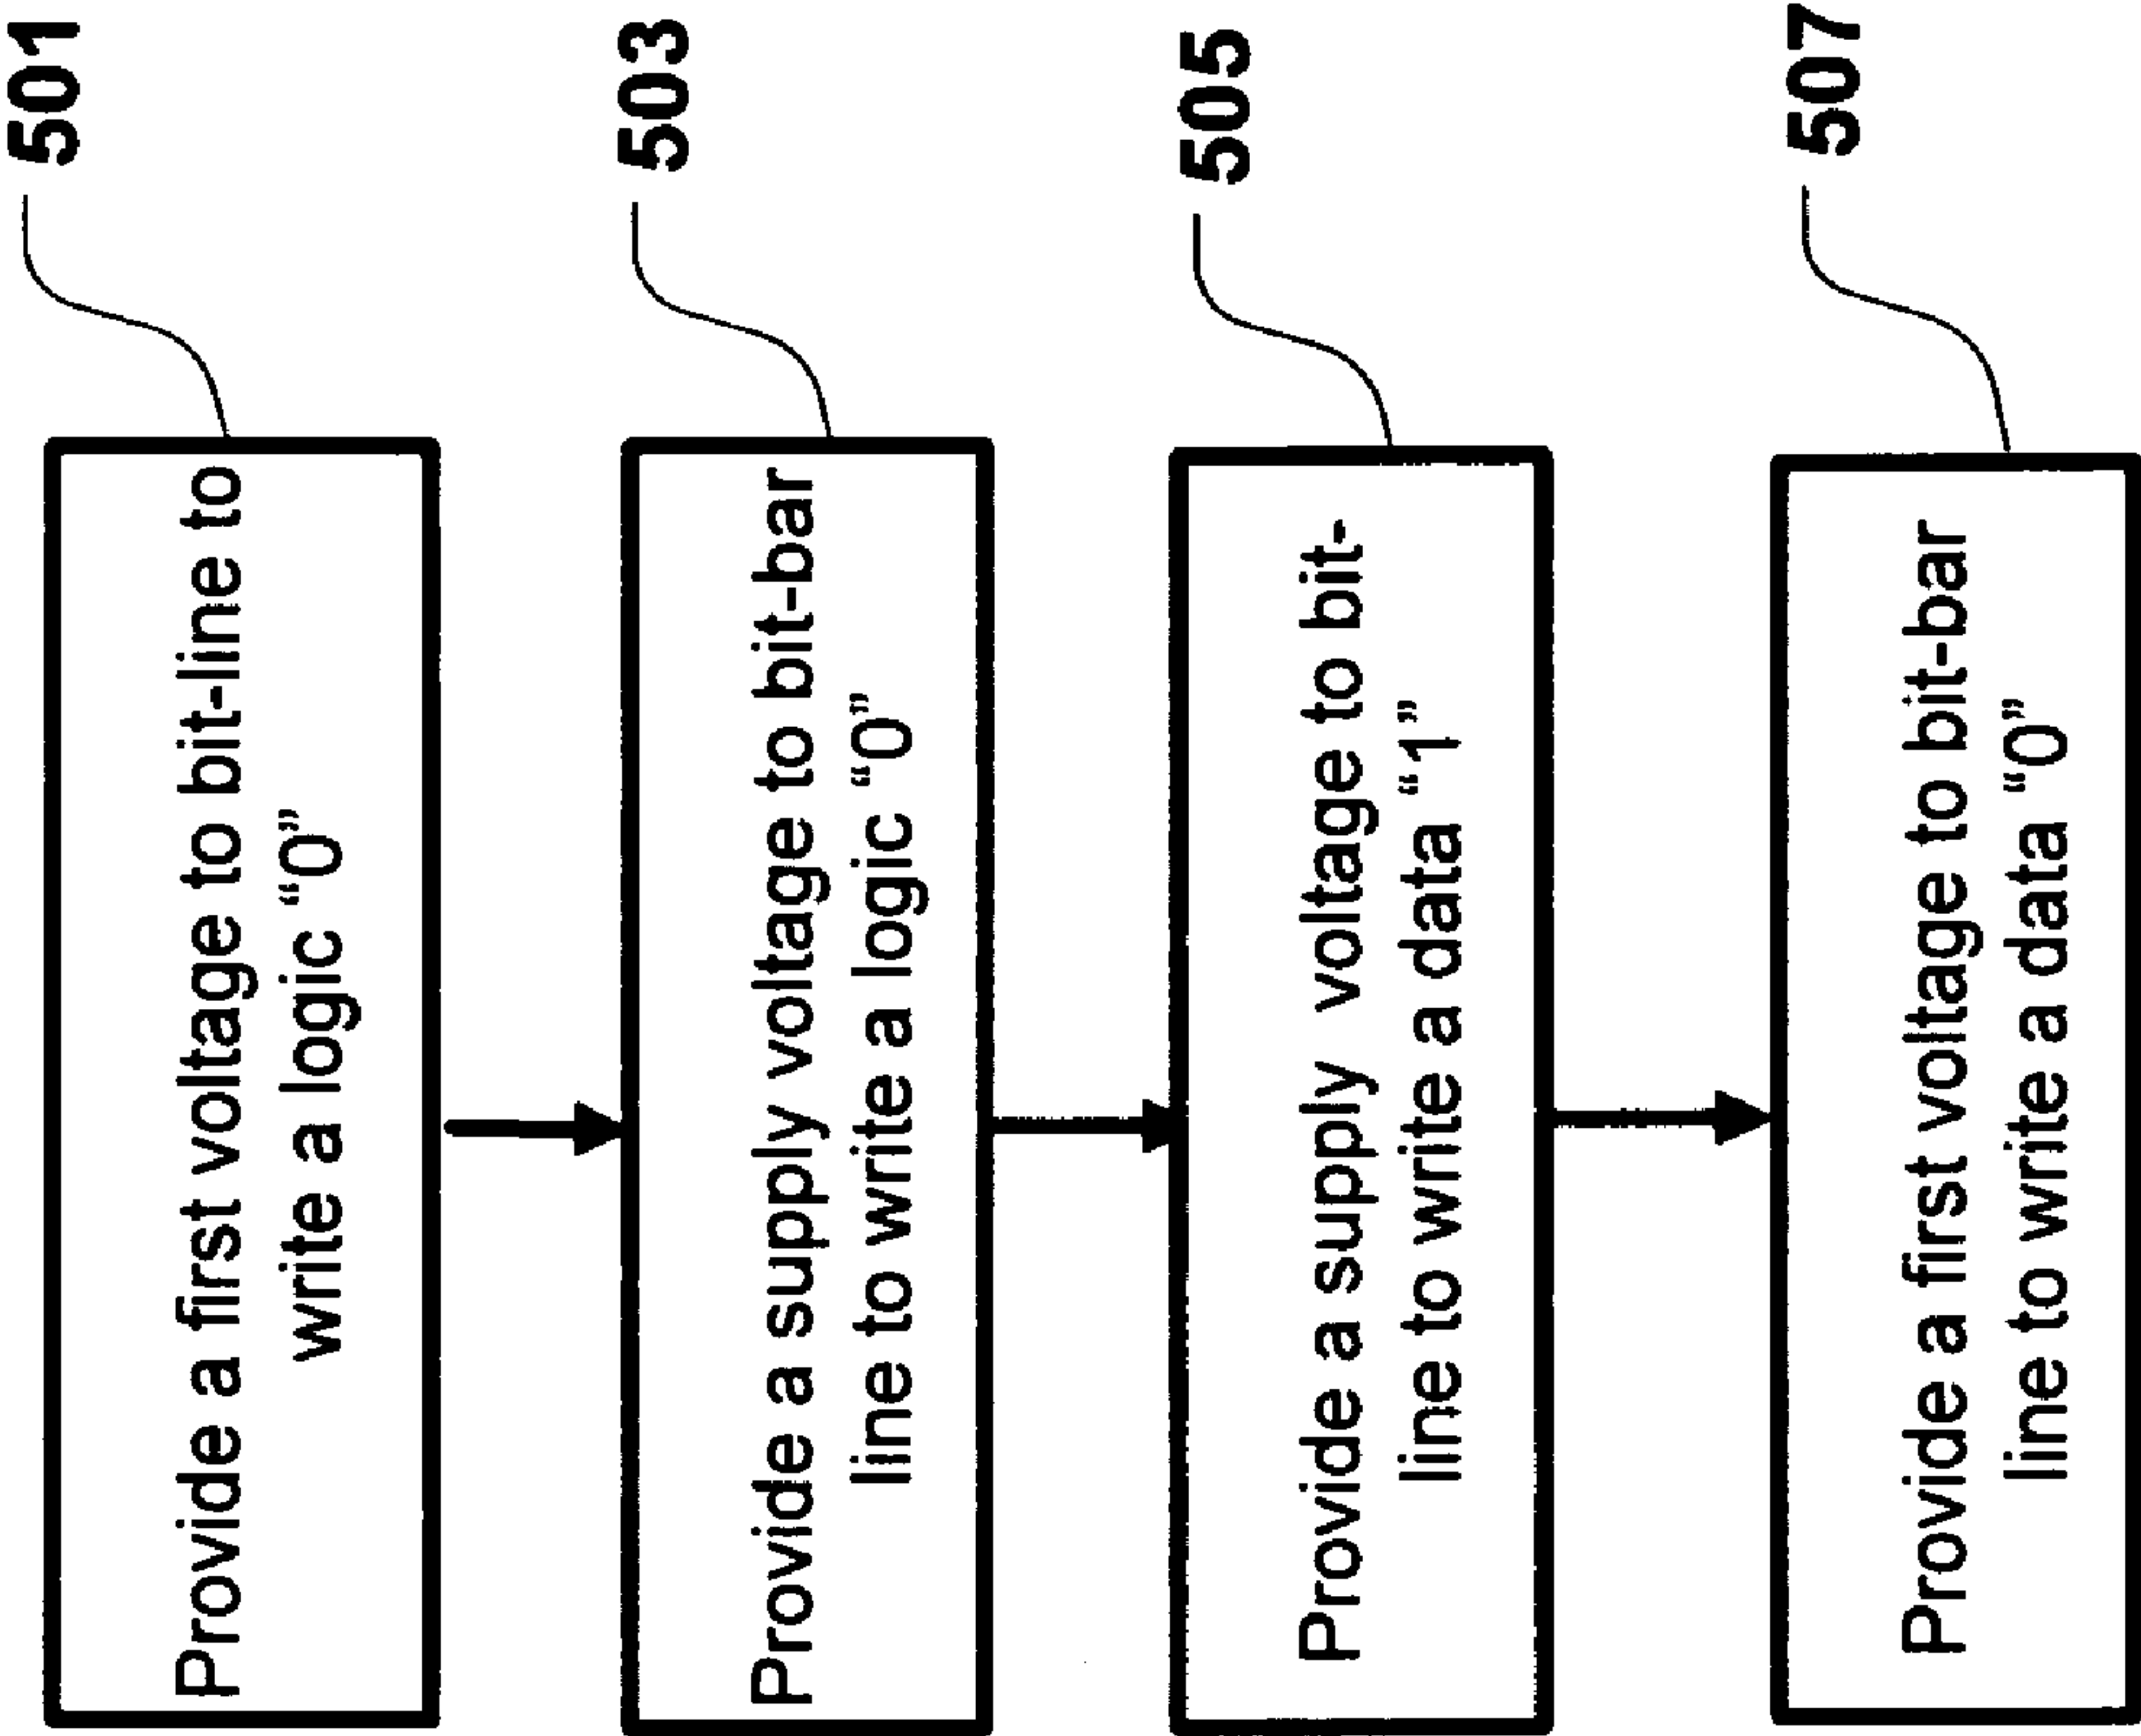 501
Provide a first voltage to bit-line to
write a logic “0”
503
Provide a supply voltage to bit-bar
line to write a logic “0”
505
Provide a supply voltage to bit-
line to write a data “1”
507
Provide a first voltage to bit-bar
line to write a data “0”